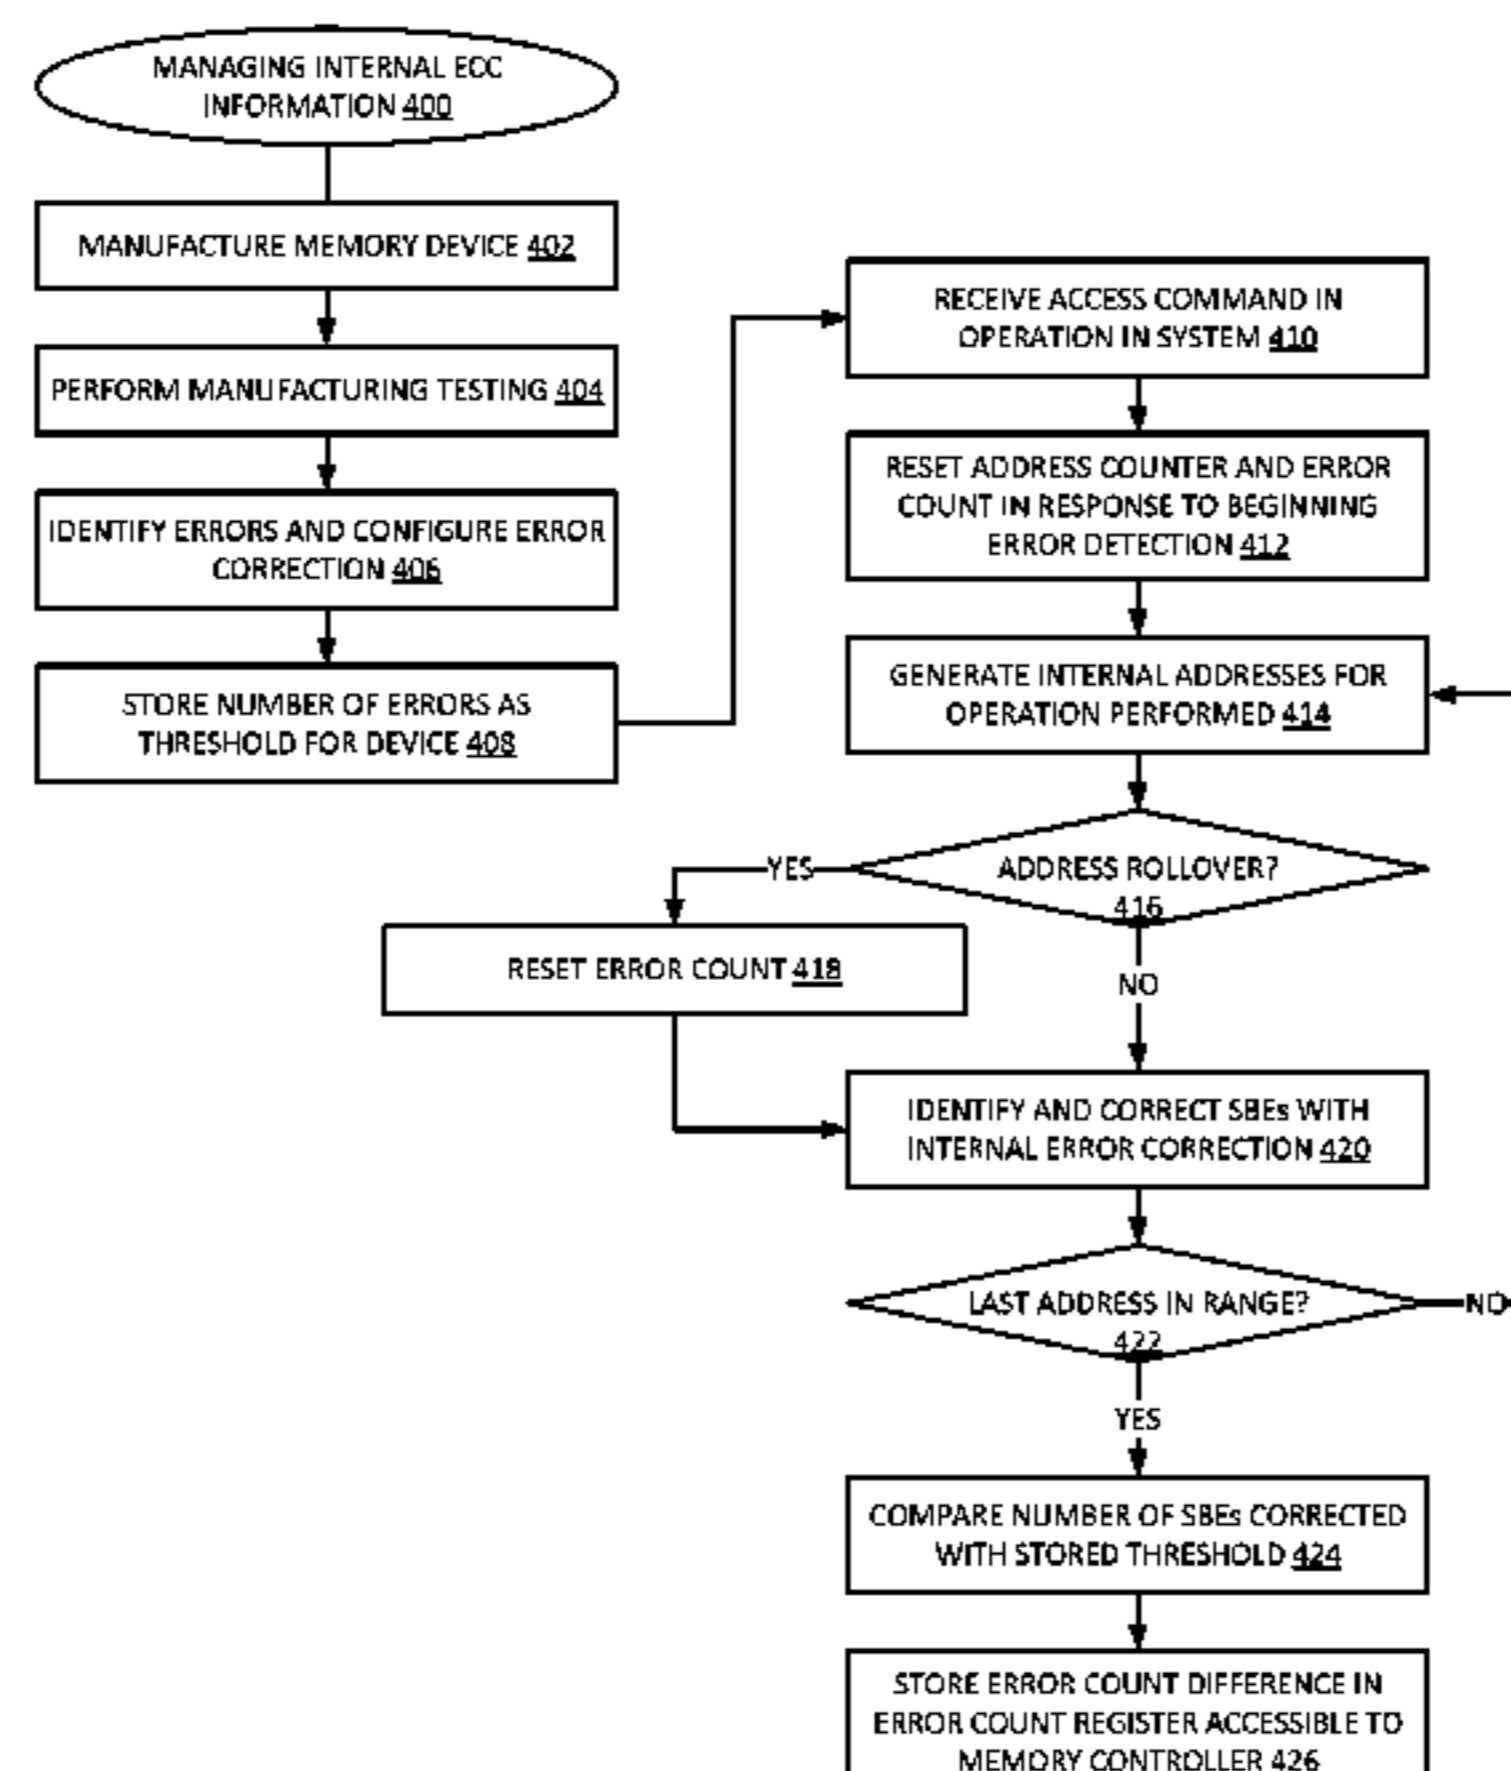 MANAGING INTERNAL ECC
INFORMATION 400
MANUFACTURE MEMORY DEVICE 402
PERFORM MANUFACTURING TESTING 404
IDENTIFY ERRORS AND CONFIGURE ERROR
CORRECTION 406
STORE NUMBER OF ERRORS AS
THRESHOLD FOR DEVICE 408
RECEIVE ACCESS COMMAND IN
OPERATION IN SYSTEM 410
RESET ADDRESS COUNTER AND ERROR
COUNT IN RESPONSE TO BEGINNING
ERROR DETECTION 412
GENERATE INTERNAL ADDRESSES FOR
OPERATION PERFORMED 414
ADDRESS ROLLOVER?
416
YES
RESET ERROR COUNT 418
NO
IDENTIFY AND CORRECT SBEs WITH
INTERNAL ERROR CORRECTION 420
LAST ADDRESS IN RANGE?
422
NO
YES
COMPARE NUMBER OF SBEs CORRECTED
WITH STORED THRESHOLD 424
STORE ERROR COUNT DIFFERENCE IN
ERROR COUNT REGISTER ACCESSIBLE TO
MEMORY CONTROLLER 426